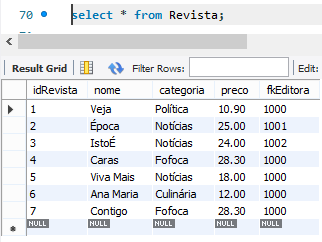 70 select * from Revista;
Result Grid Filter Rows: Edit:
idRevista nome categoria preco fkEditora
1 Veja Política 10.90 1000
2 Época Notícias 25.00 1001
3 IstoÉ Notícias 24.00 1002
4 Caras Fofoca 28.30 1000
5 Viva Mais Notícias 18.00 1000
6 Ana Maria Culinária 12.00 1000
7 Contigo Fofoca 28.30 1000
NULL NULL NULL NULL NULL